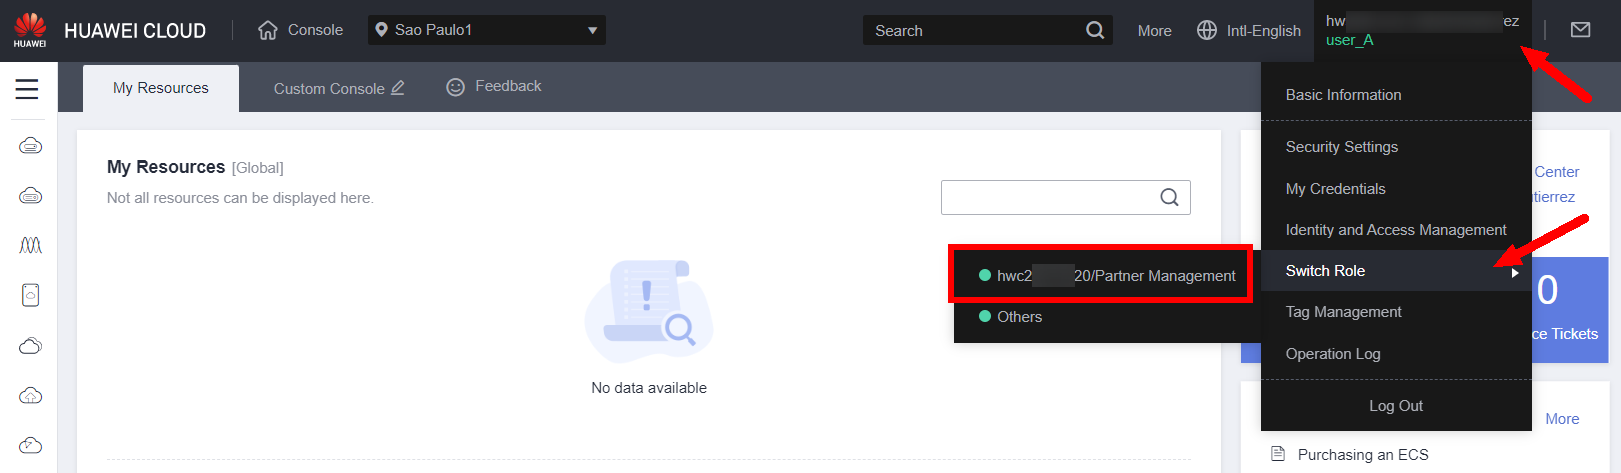 HUAWEI
HUAWEI CLOUD
Console
Sao Paulo1
Search
More
Intl-English
hw ez
user_A
My Resources
Custom Console
Feedback
Basic Information
Security Settings
My Credentials
Identity and Access Management
Switch Role
Tag Management
Operation Log
Log Out
hwc2 20/Partner Management
Others
My Resources [Global]
Not all resources can be displayed here.
No data available
Center
tierrez
0
ce Tickets
More
Purchasing an ECS